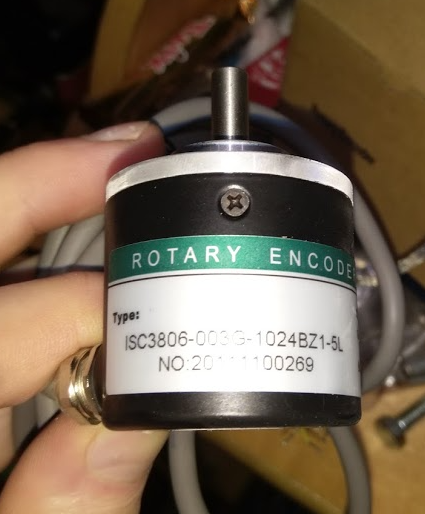 ROTARY ENCODE
Type:
ISC3806-003G-1024BZ1-5L
NO:20111100269